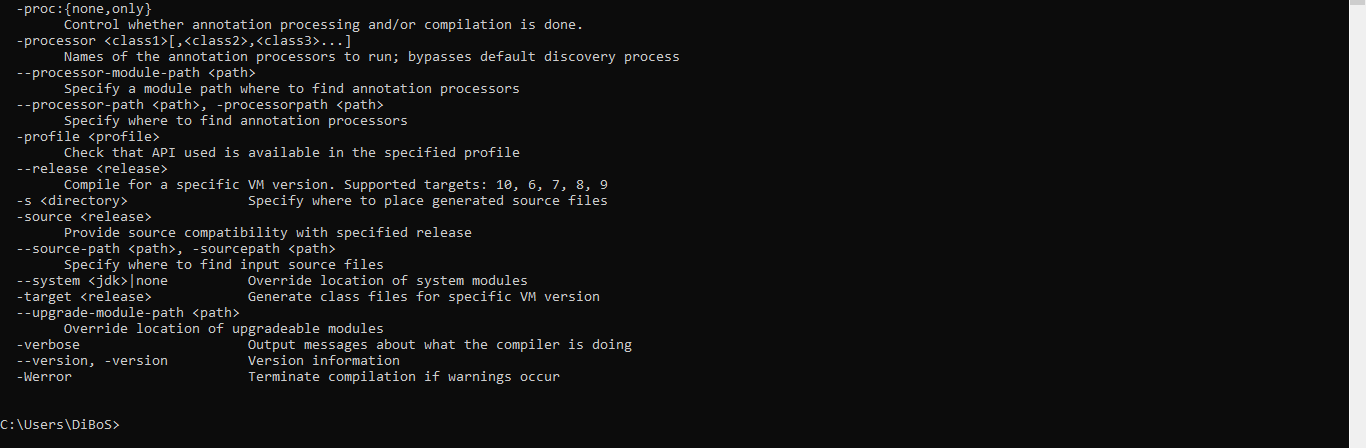 -proc:{none,only}
Control whether annotation processing and/or compilation is done.
-processor <class1>[,<class2>,<class3>...]
Names of the annotation processors to run; bypasses default discovery process
--processor-module-path <path>
Specify a module path where to find annotation processors
--processor-path <path>, -processorpath <path>
Specify where to find annotation processors
-profile <profile>
Check that API used is available in the specified profile
--release <release>
Compile for a specific VM version. Supported targets: 10, 6, 7, 8, 9
-s <directory> Specify where to place generated source files
-source <release>
Provide source compatibility with specified release
--source-path <path>, -sourcepath <path>
Specify where to find input source files
--system <jdk>|none Override location of system modules
-target <release> Generate class files for specific VM version
--upgrade-module-path <path>
Override location of upgradeable modules
-verbose Output messages about what the compiler is doing
--version, -version Version information
-Werror Terminate compilation if warnings occur
C:\Users\DiBoS>